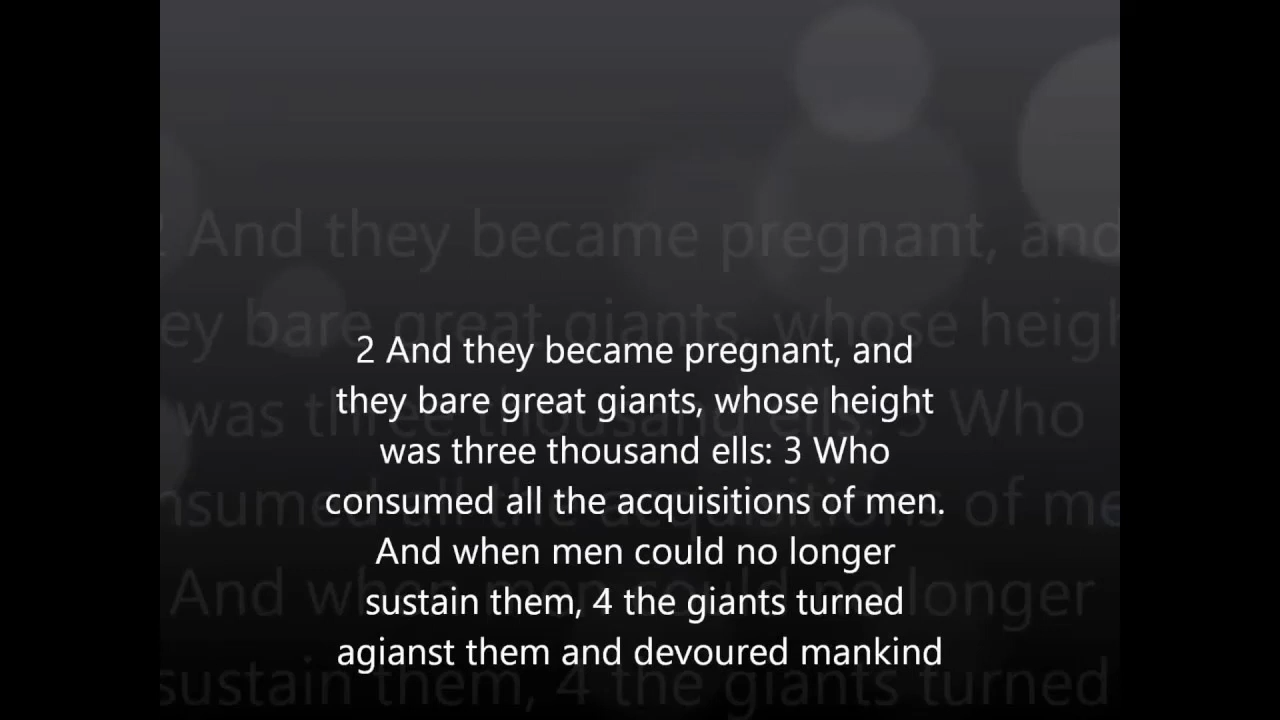 2 And they became pregnant, and
they bare great giants, whose height
was three thousand ells: 3 Who
consumed all the acquisitions of men.
And when men could no longer
sustain them, 4 the giants turned
agianst them and devoured mankind